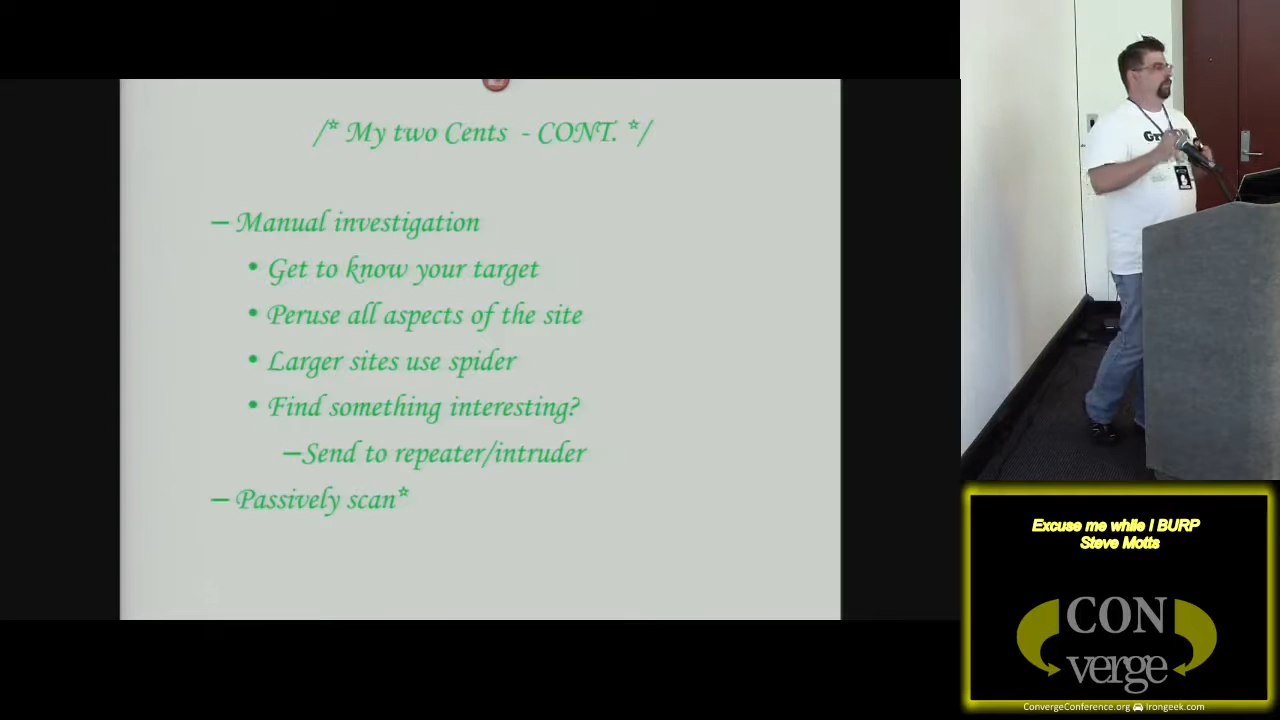 /* My two Cents - CONT. */
– Manual investigation
• Get to know your target
• Peruse all aspects of the site
• Larger sites use spider
• Find something interesting?
–Send to repeater/intruder
– Passively scan*
Excuse me while I BURP
Steve Motts
CON
verge
ConvergeConference.org Irongeek.com